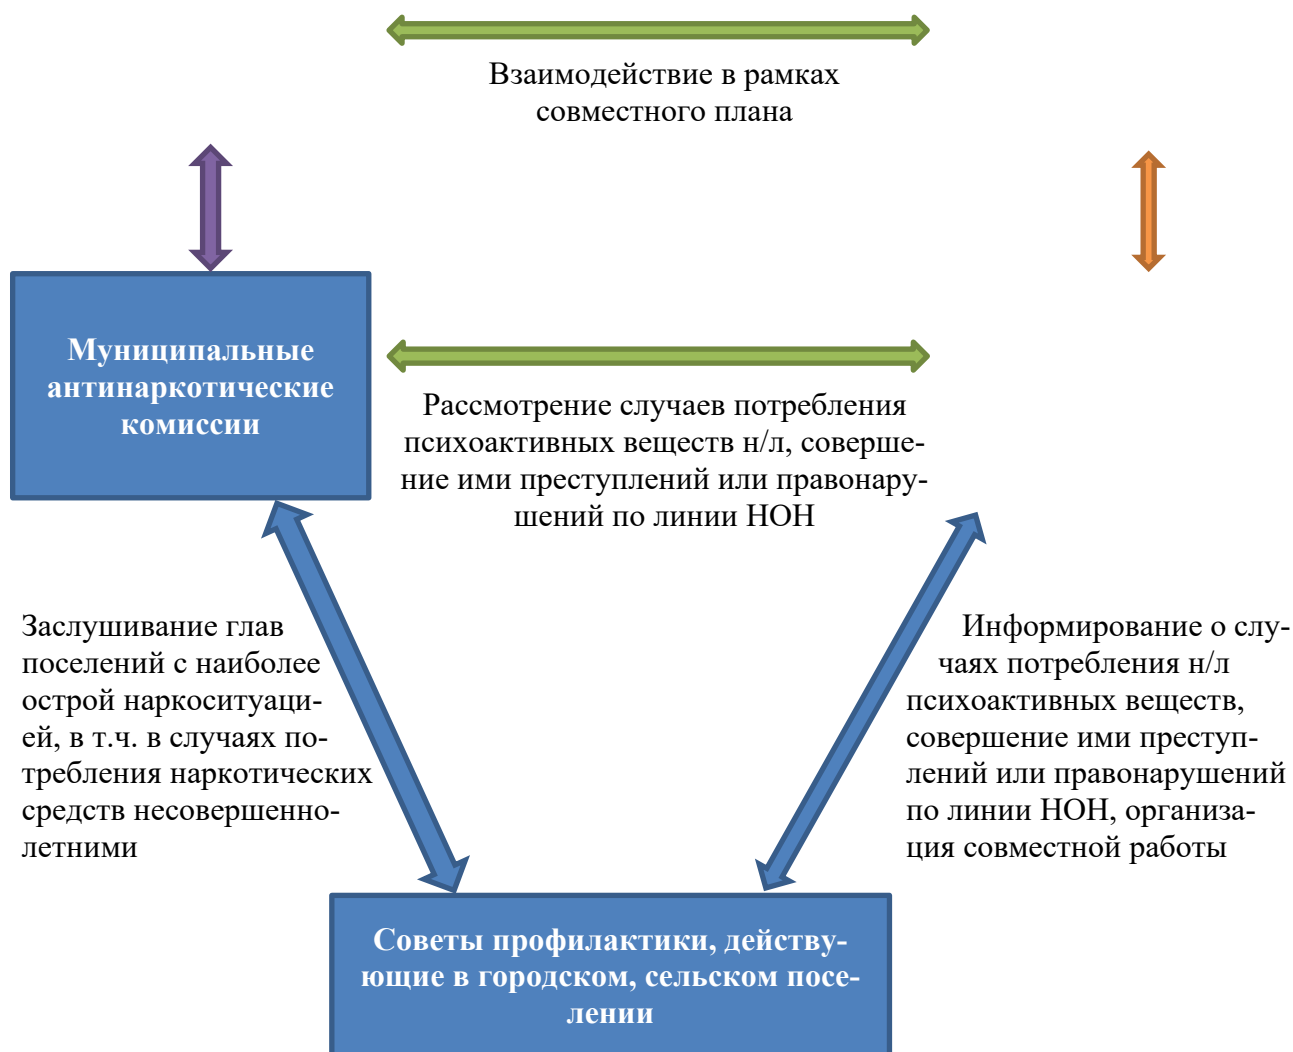 Взаимодействие в рамках
совместного плана
Муниципальные
антинаркотические
комиссии
Рассмотрение случаев потребления
психоактивных веществ н/л, соверше-
ние ими преступлений или правонару-
шений по линии НОН
Заслушивание глав
поселений с наиболее
острой наркоситуаци-
ей, в т.ч. в случаях по-
требления наркотических
средств несовершенно-
летними
Информирование о слу-
чаях потребления н/л
психоактивных веществ,
совершение ими преступ-
лений или правонарушений
по линии НОН, организа-
ция совместной работы
Советы профилактики, действу-
ющие в городском, сельском посе-
лении